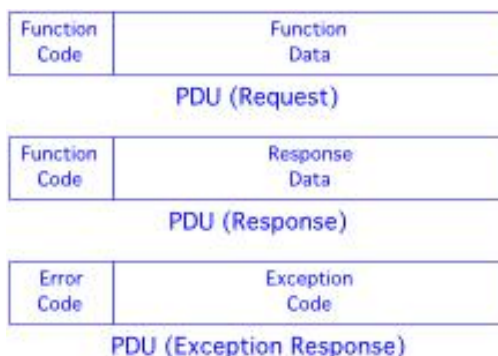 Function Function
Code Data
PDU (Request)
Function Response
Code Data
PDU (Response)
Error Exception
Code Code
PDU (Exception Response)